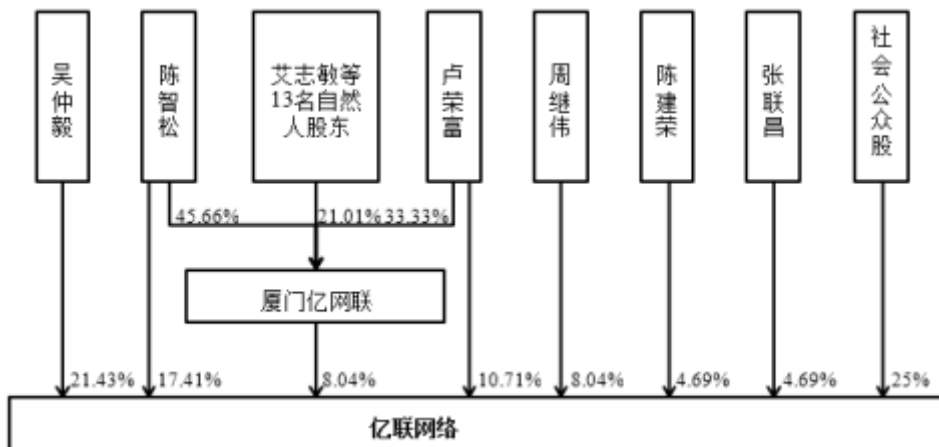 吴仲毅
陈智松
艾志敏等
13名自然
人股东
卢荣富
周继伟
陈建荣
张联昌
社会公众股
45.66%
21.01%
33.33%
厦门亿网联
21.43%
17.41%
8.04%
10.71%
8.04%
4.69%
4.69%
25%
亿联网络